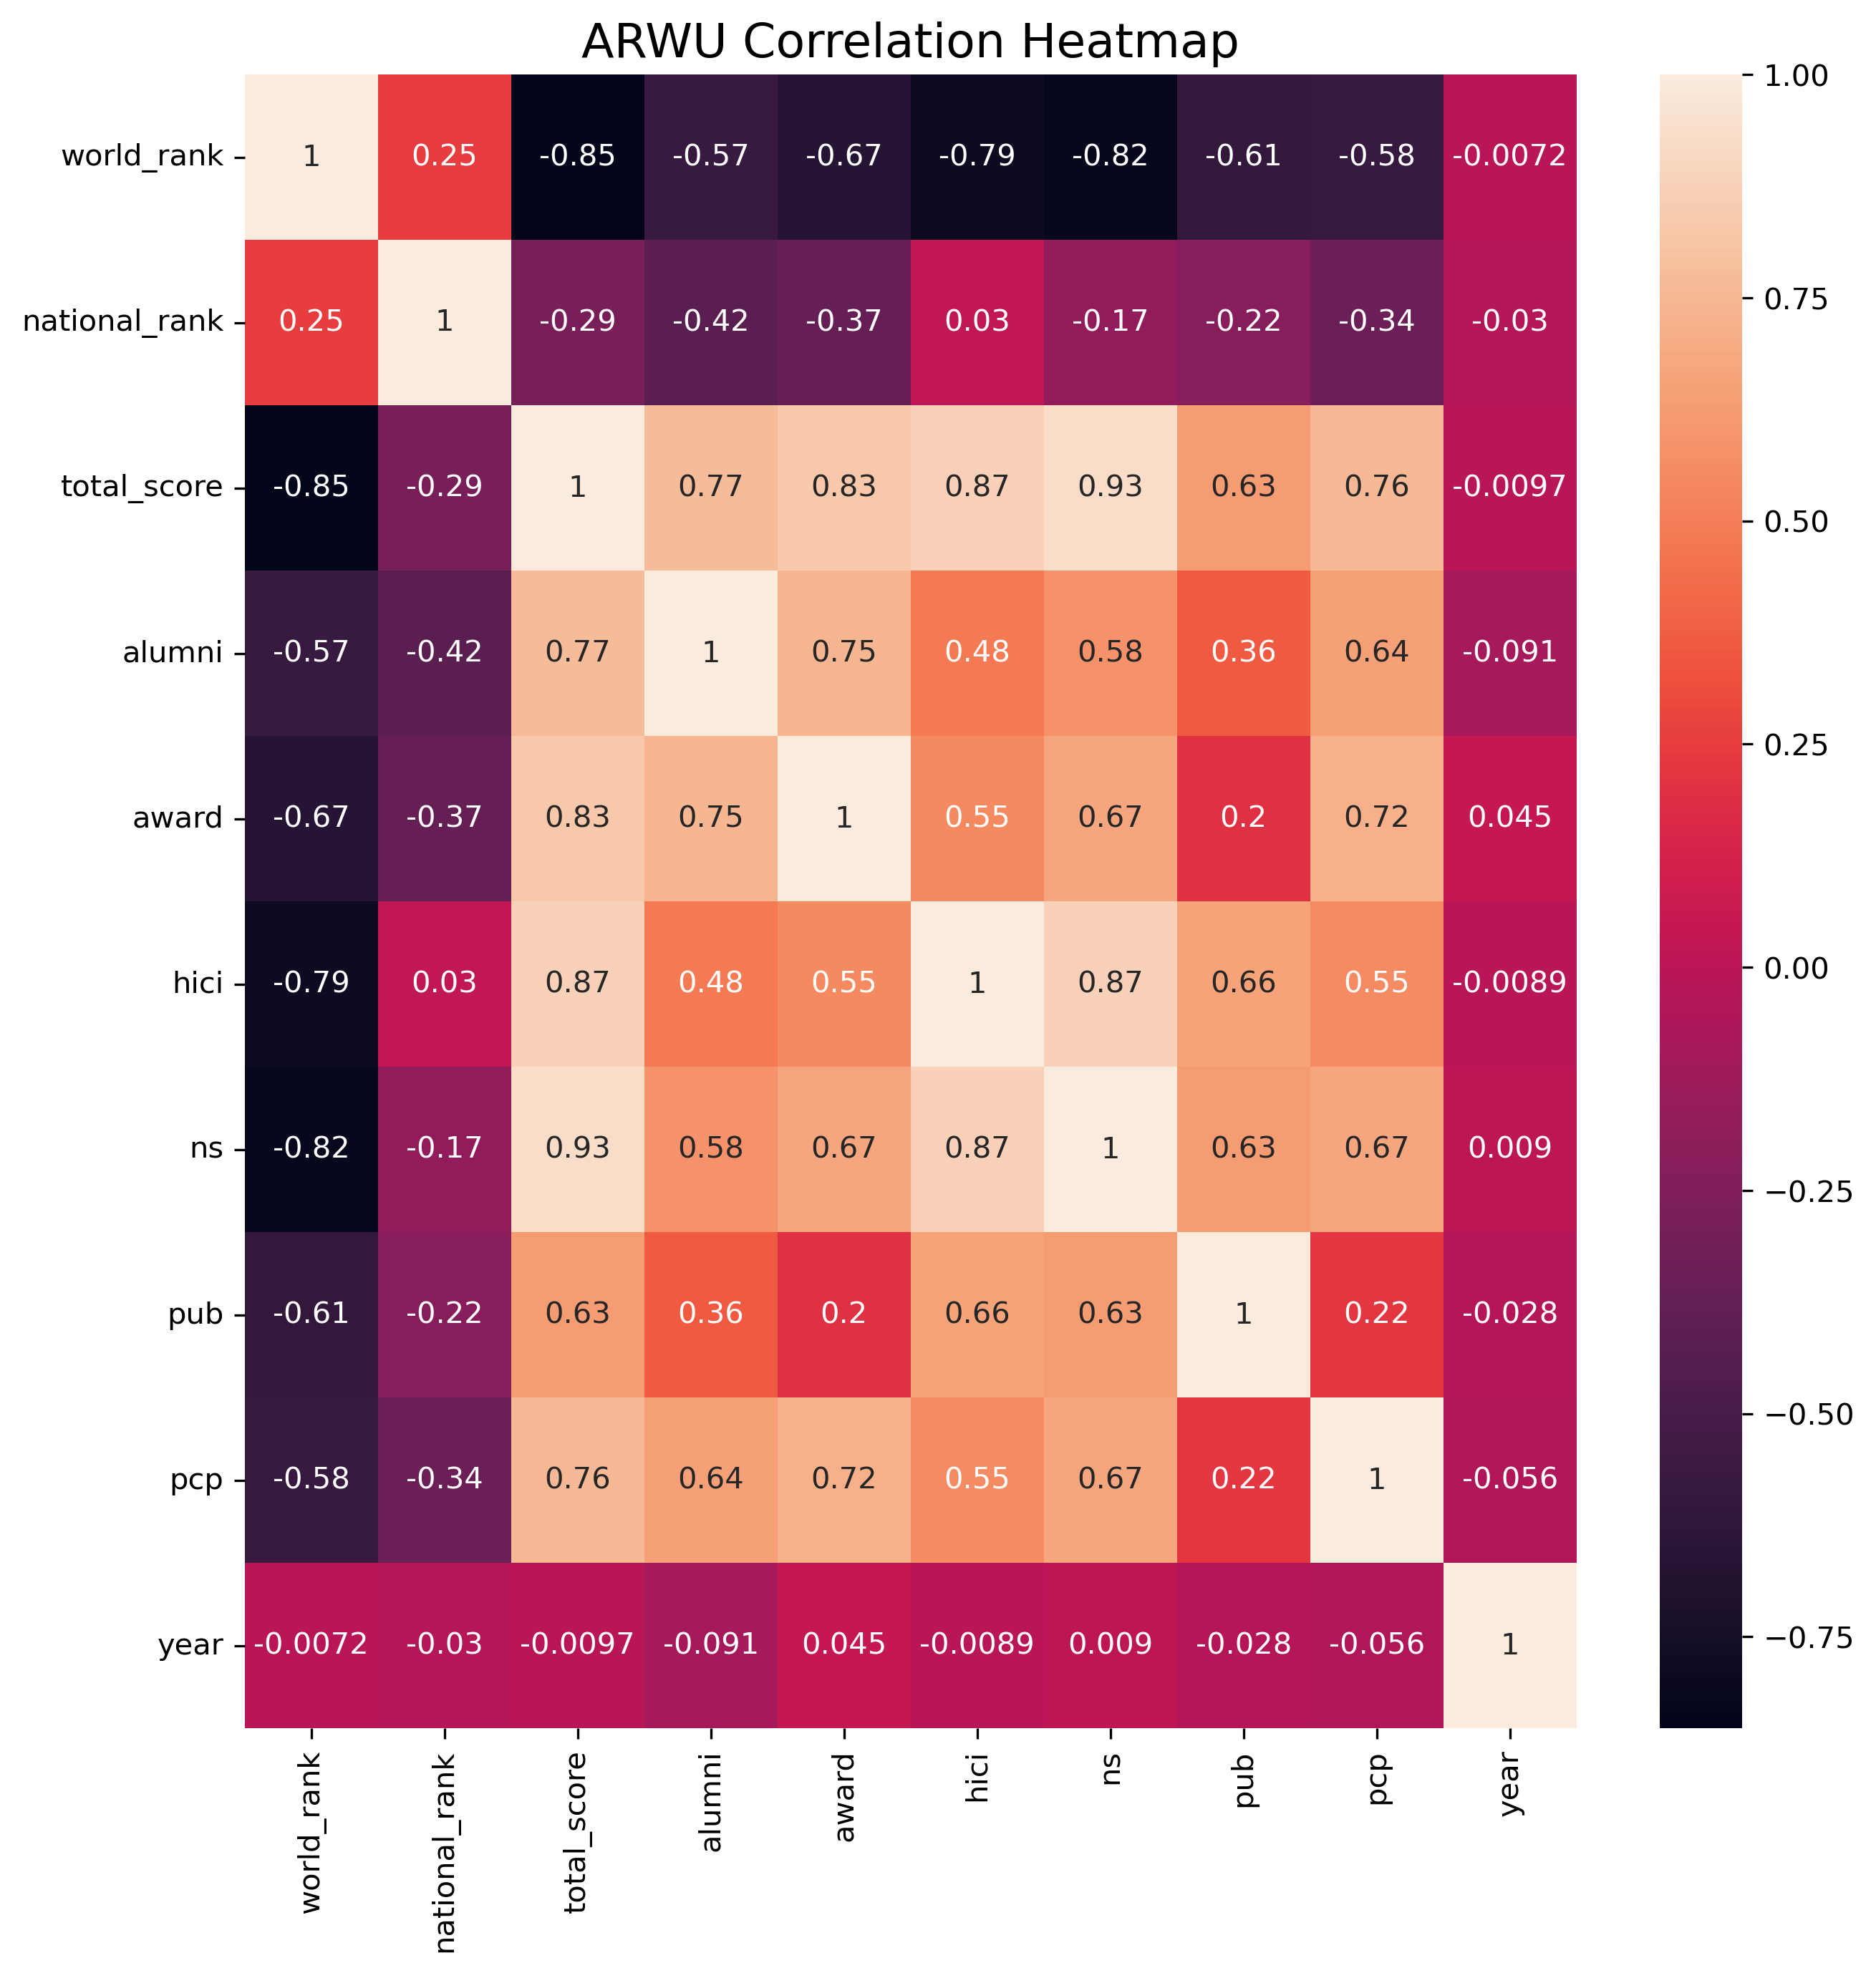 ARWU Correlation Heatmap
world_rank 1 0.25 -0.85 -0.57 -0.67 -0.79 -0.82 -0.61 -0.58 -0.0072
national_rank 0.25 1 -0.29 -0.42 -0.37 0.03 -0.17 -0.22 -0.34 -0.03
total_score -0.85 -0.29 1 0.77 0.83 0.87 0.93 0.63 0.76 -0.0097
alumni -0.57 -0.42 0.77 1 0.75 0.48 0.58 0.36 0.64 -0.091
award -0.67 -0.37 0.83 0.75 1 0.55 0.67 0.2 0.72 0.045
hici -0.79 0.03 0.87 0.48 0.55 1 0.87 0.66 0.55 -0.0089
ns -0.82 -0.17 0.93 0.58 0.67 0.87 1 0.63 0.67 0.009
pub -0.61 -0.22 0.63 0.36 0.2 0.66 0.63 1 0.22 -0.028
pcp -0.58 -0.34 0.76 0.64 0.72 0.55 0.67 0.22 1 -0.056
year -0.0072 -0.03 -0.0097 -0.091 0.045 -0.0089 0.009 -0.028 -0.056 1
world_rank national_rank total_score alumni award hici ns pub pcp year
1.00
0.75
0.50
0.25
0.00
−0.25
−0.50
−0.75